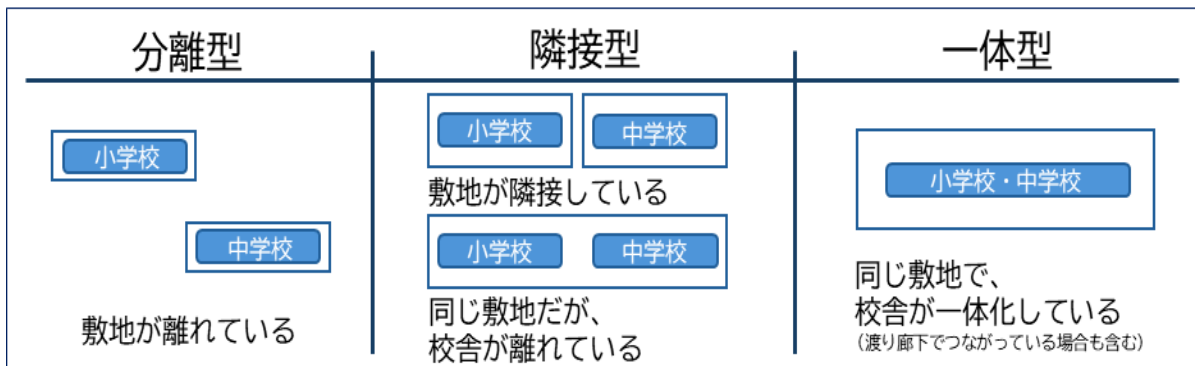 分離型
小学校
中学校
敷地が離れている
隣接型
小学校
中学校
敷地が隣接している
小学校
中学校
同じ敷地だが、
校舎が離れている
一体型
小学校・中学校
同じ敷地で、
校舎が一体化している
（渡り廊下でつながっている場合も含む）